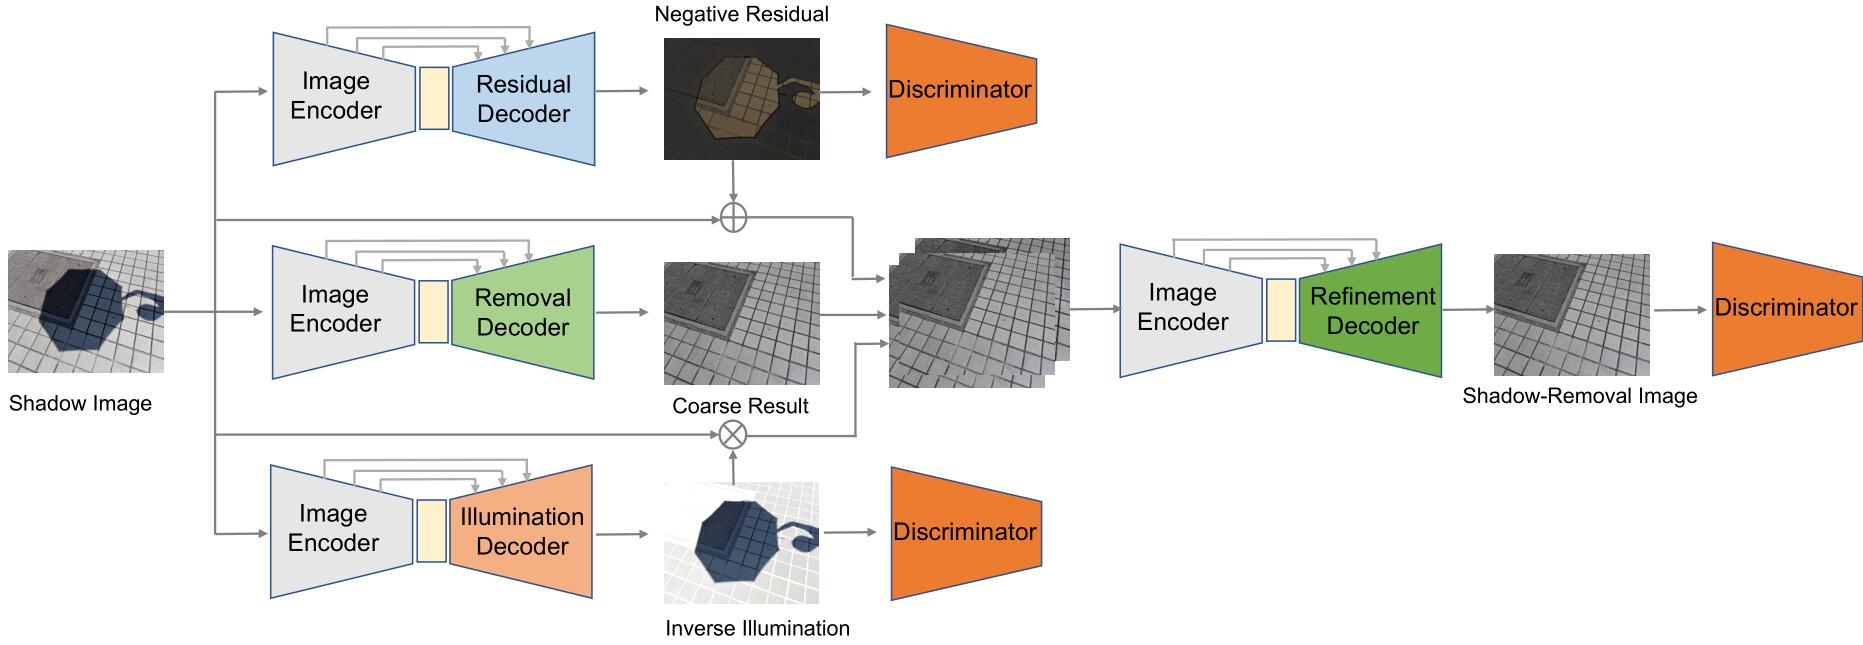 Negative Residual
Image
Encoder
Residual
Decoder
Discriminator
Shadow Image
Image
Encoder
Removal
Decoder
Coarse Result
Image
Encoder
Refinement
Decoder
Shadow-Removal Image
Discriminator
Image
Encoder
Illumination
Decoder
Inverse Illumination
Discriminator